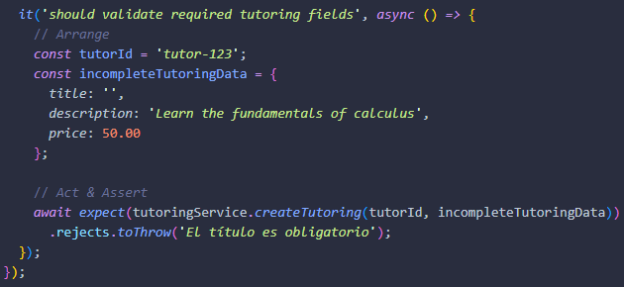 it('should validate required tutoring fields', async () => {
// Arrange
const tutorId = 'tutor-123';
const incompleteTutoringData = {
title: '',
description: 'Learn the fundamentals of calculus',
price: 50.00
};
// Act & Assert
await expect(tutoringService.createTutoring(tutorId, incompleteTutoringData))
.rejects.toThrow('El título es obligatorio');
});
});